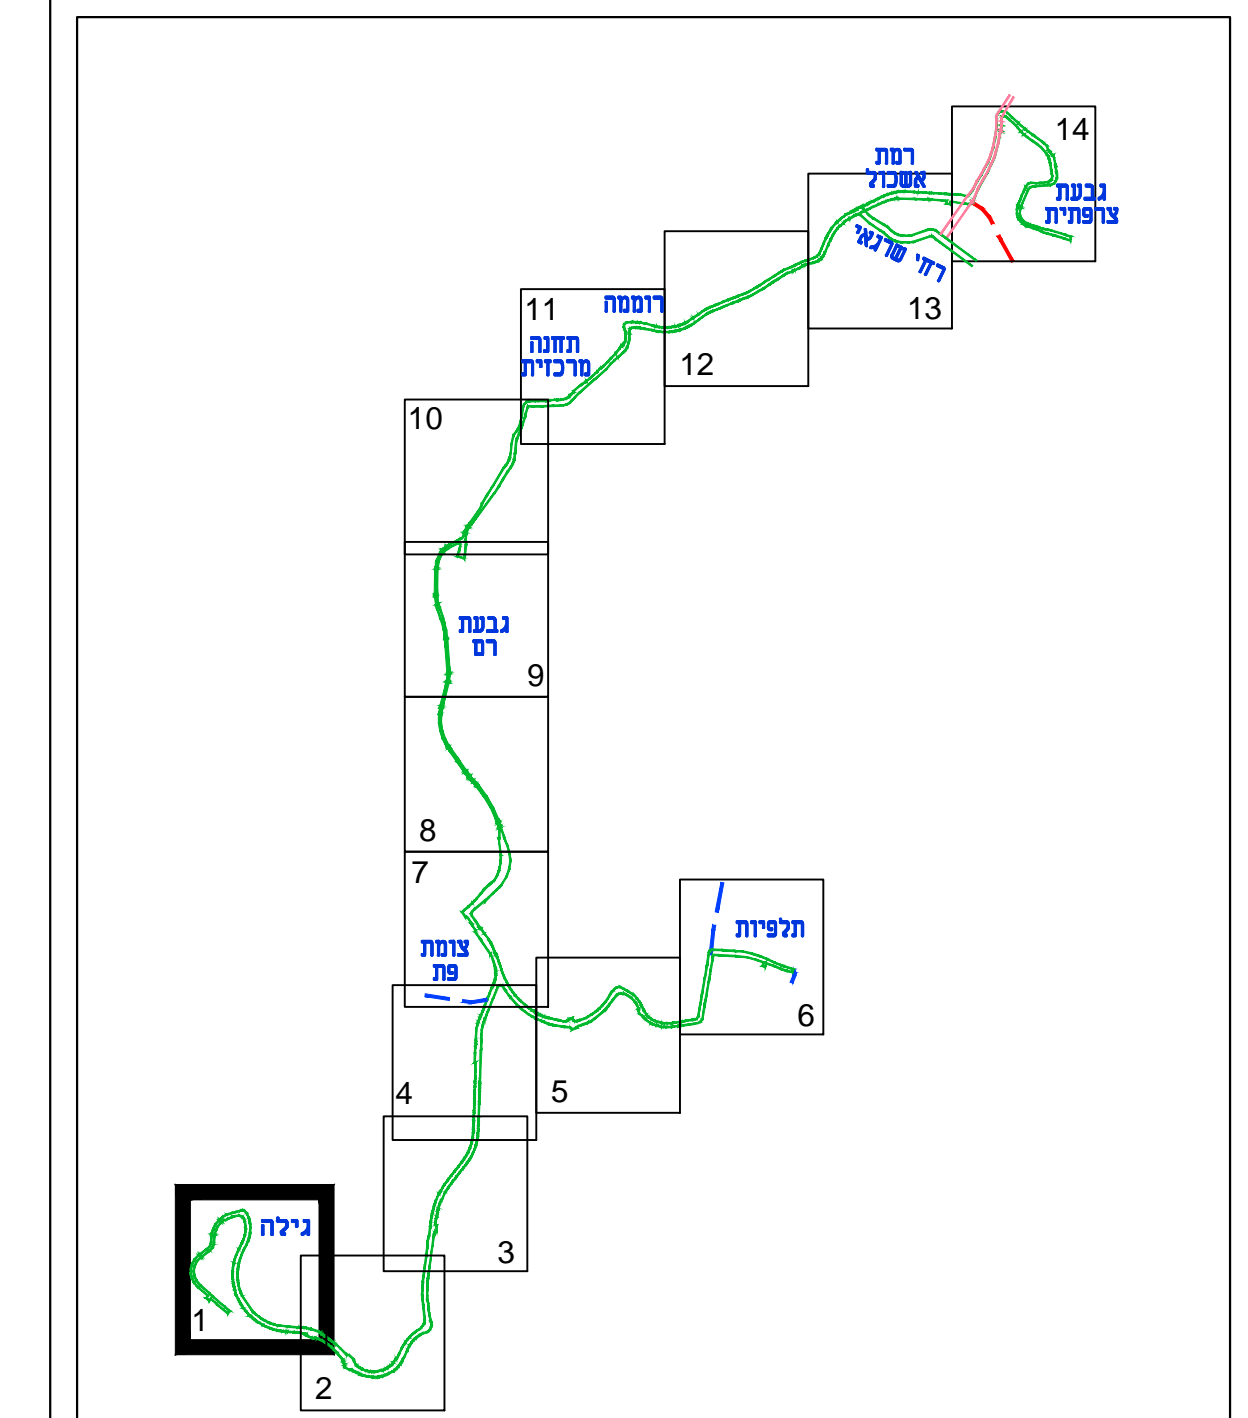 14
רמת
אשכול
גבעת
צרפתית
רח' שרגאי
13
11
רוממה
תחנה
מרכזית
12
10
גבעת
רם
9
8
7
תלפיות
צומת
פת
6
5
4
3
גילה
1
2